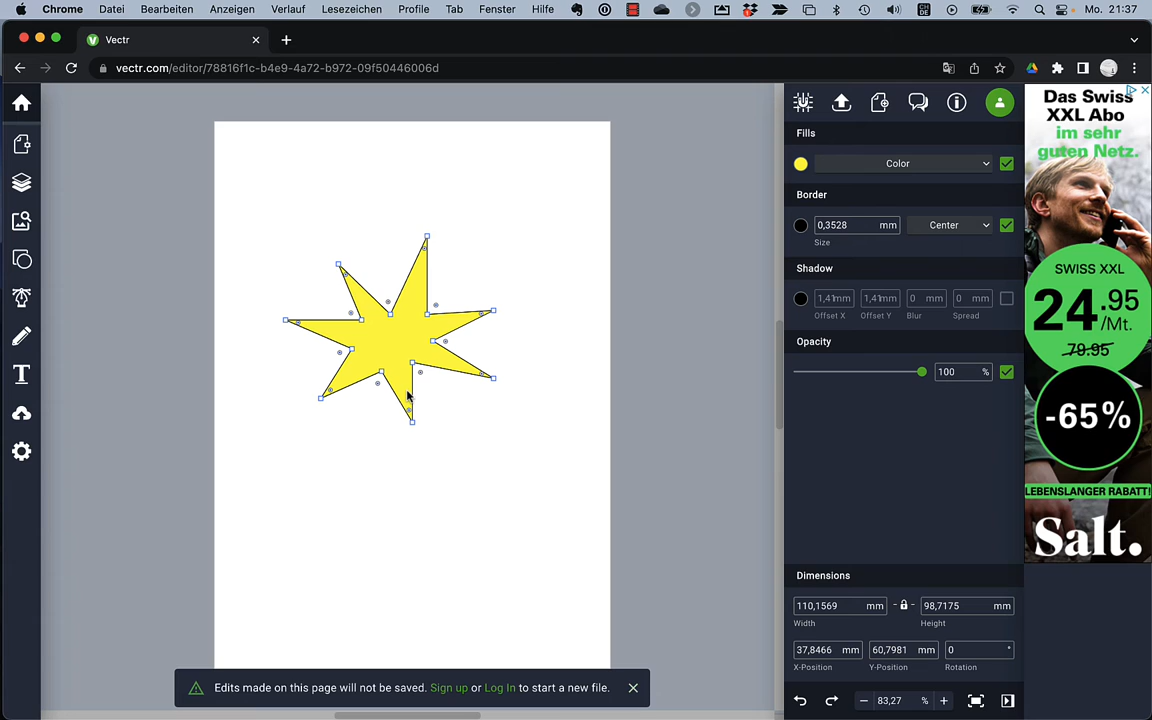 Chrome Datei Bearbeiten Anzeigen Verlauf Lesezeichen Profile Tab Fenster Hilfe CH DE Mo. 21:37
Vectr
vectr.com/editor/78816f1c-b4e9-4a72-b972-09f50446006d
Fills
Color
Border
0,3528 mm Center
Size
Shadow
1,41mm 1,41mm 0 mm 0 mm
Offset X Offset Y Blur Spread
Opacity
100 %
Dimensions
110,1569 mm 98,7175 mm
Width Height
37,8466 mm 60,7981 mm 0 °
X-Position Y-Position Rotation
83,27 %
Edits made on this page will not be saved. Sign up or Log In to start a new file.
Das Swiss
XXL Abo
im sehr
guten Netz.
SWISS XXL
24.95
/Mt.
79.95
-65%
LEBENSLANGER RABATT!
Salt.